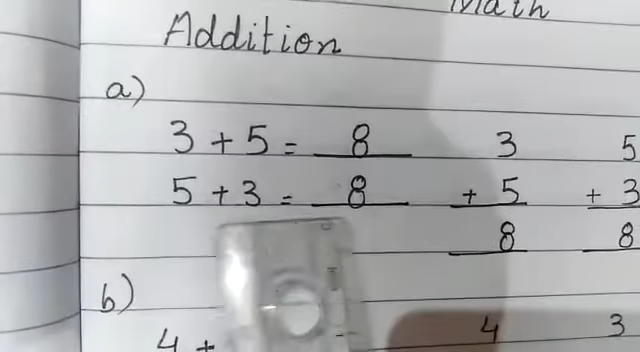 Math
Addition
a)
3 + 5 = 8 3 5
5 + 3 = 8 + 5 + 3
8 8
b)
4 + 4 3